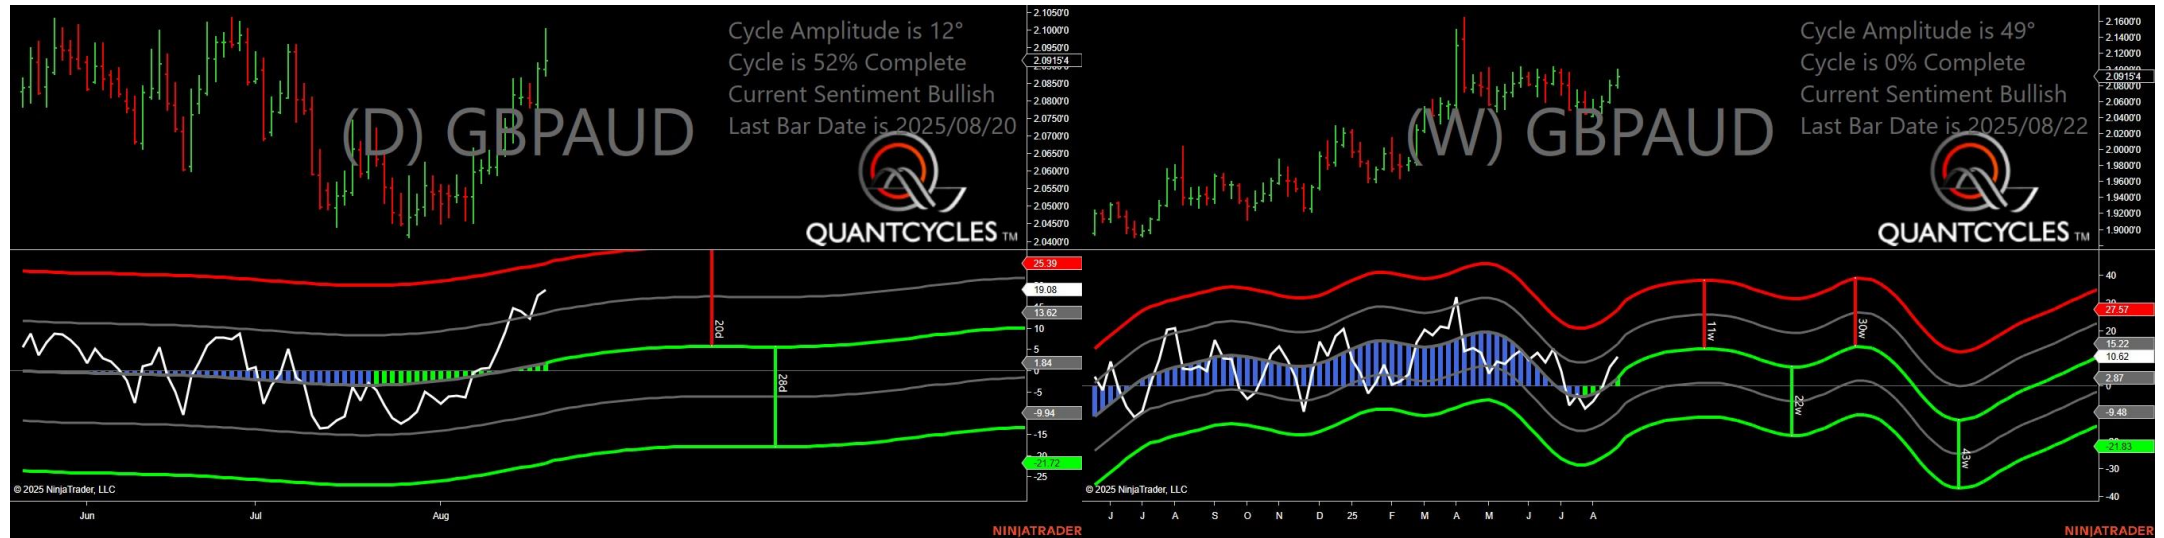 Cycle Amplitude is 12°
Cycle is 52% Complete
Current Sentiment Bullish
Last Bar Date is 2025/08/20
(D) GBPAUD
QUANTCYCLES TM
2.1050'0
2.1000'0
2.0950'0
2.0915'4
2.0850'0
2.0800'0
2.0750'0
2.0700'0
2.0650'0
2.0600'0
2.0550'0
2.0500'0
2.0450'0
2.0400'0
25.39
19.08
13.62
10
5
1.84
0
-5
-9.94
-15
-21.72
-25
20d
28d
© 2025 NinjaTrader, LLC
Jun Jul Aug
NINJATRADER
Cycle Amplitude is 49°
Cycle is 0% Complete
Current Sentiment Bullish
Last Bar Date is 2025/08/22
(W) GBPAUD
QUANTCYCLES TM
2.1600'0
2.1400'0
2.1200'0
2.0915'4
2.0600'0
2.0400'0
2.0200'0
2.0000'0
1.9800'0
1.9600'0
1.9400'0
1.9200'0
1.9000'0
40
27.57
20
15.22
10.62
2.87
-9.48
-21.83
-30
-40
11w
30w
22w
43w
© 2025 NinjaTrader, LLC
J J A S O N D 25 F M A M J J A
NINJATRADER